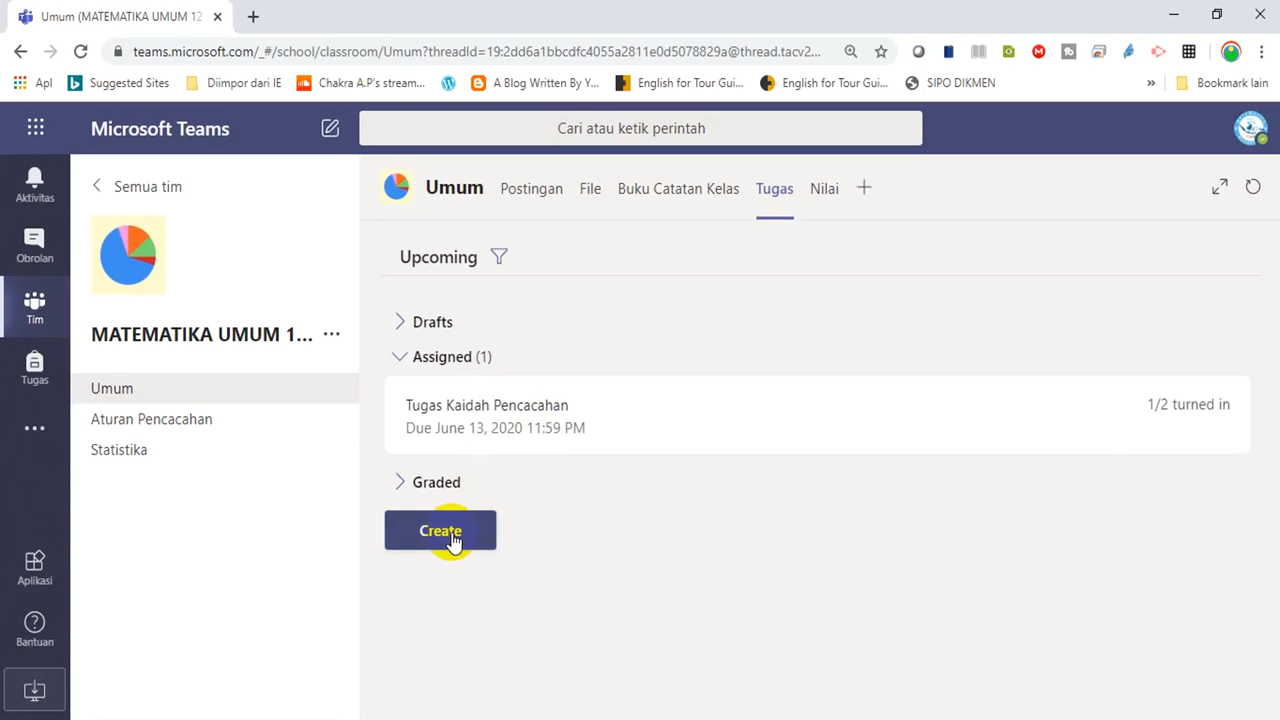 Umum (MATEMATIKA UMUM 12
teams.microsoft.com/_#/school/classroom/Umum?threadId=19:2dd6a1bbcdfc4055a2811e0d5078829a@thread.tacv2...
Apl Suggested Sites Diimpor dari IE Chakra A.P's stream... A Blog Written By Y... English for Tour Gui... English for Tour Gui... SIPO DIKMEN » Bookmark lain
Microsoft Teams Cari atau ketik perintah
Aktivitas
Obrolan
Tim
Tugas
Aplikasi
Bantuan
Semua tim
MATEMATIKA UMUM 1... ...
Umum
Aturan Pencacahan
Statistika
Umum Postingan File Buku Catatan Kelas Tugas Nilai +
Upcoming
Drafts
Assigned (1)
Tugas Kaidah Pencacahan 1/2 turned in
Due June 13, 2020 11:59 PM
Graded
Create